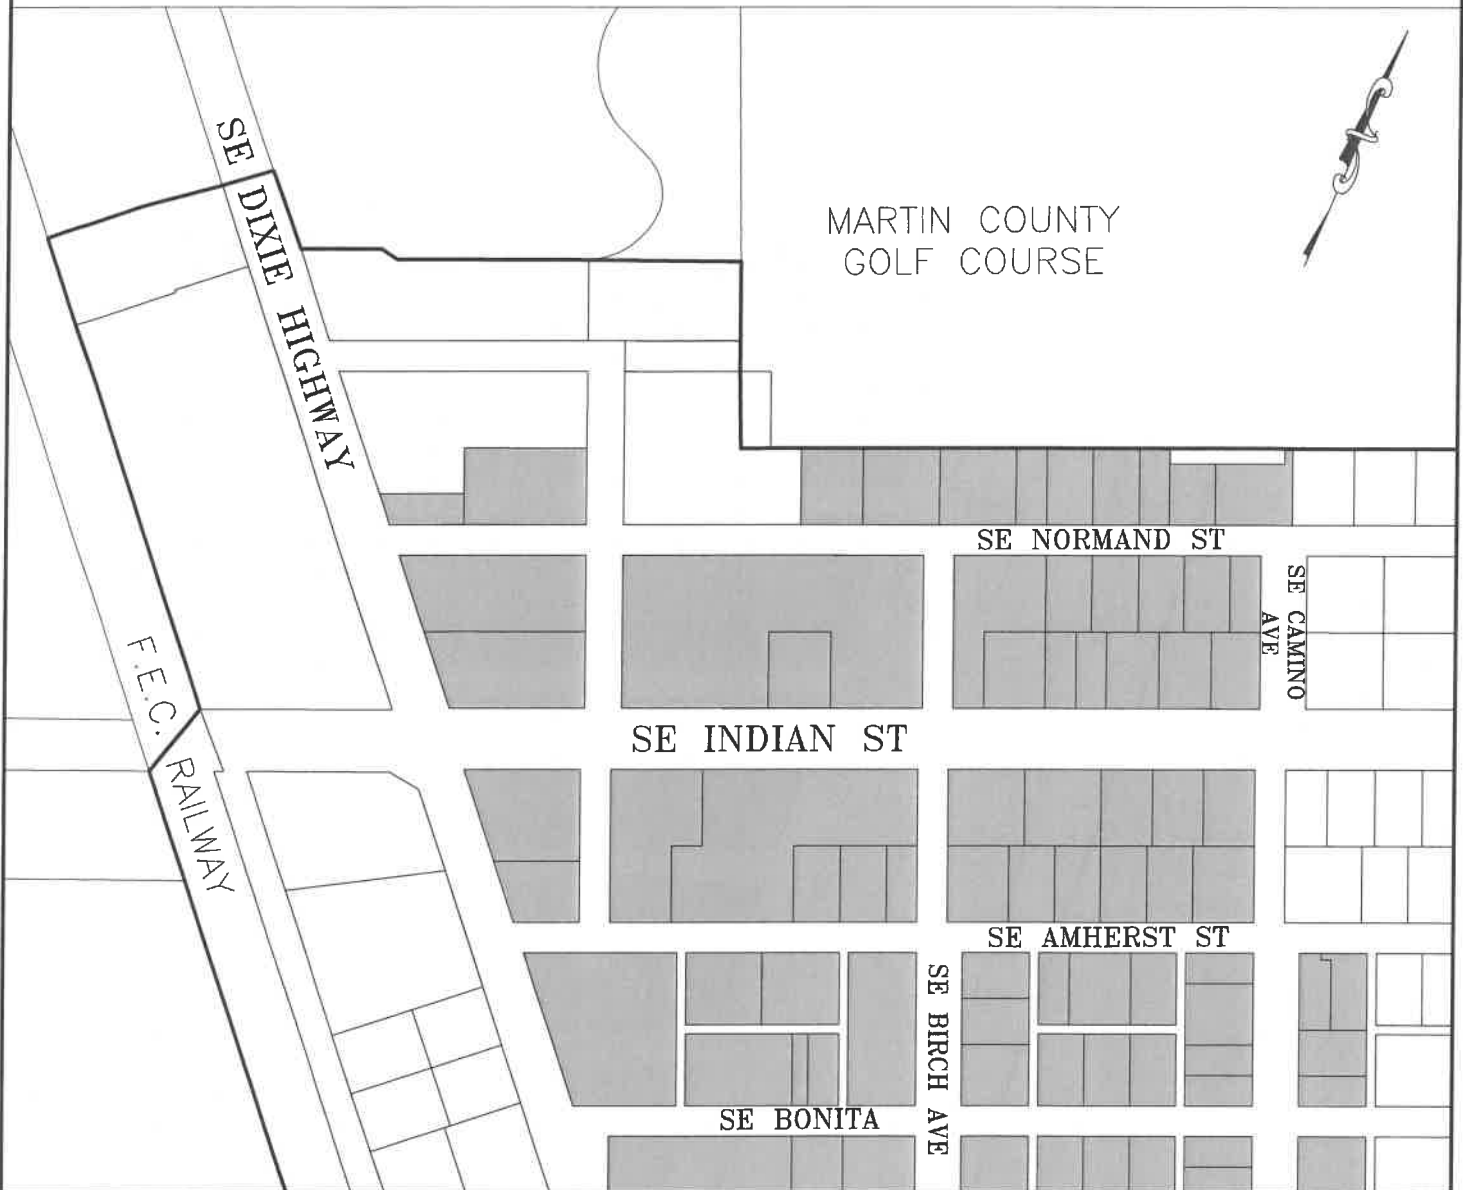 SE DIXIE HIGHWAY
MARTIN COUNTY
GOLF COURSE
SE NORMAND ST
SE CAMINO
AVE
F.E.C. RAILWAY
SE INDIAN ST
SE AMHERST ST
SE BIRCH AVE
SE BONITA